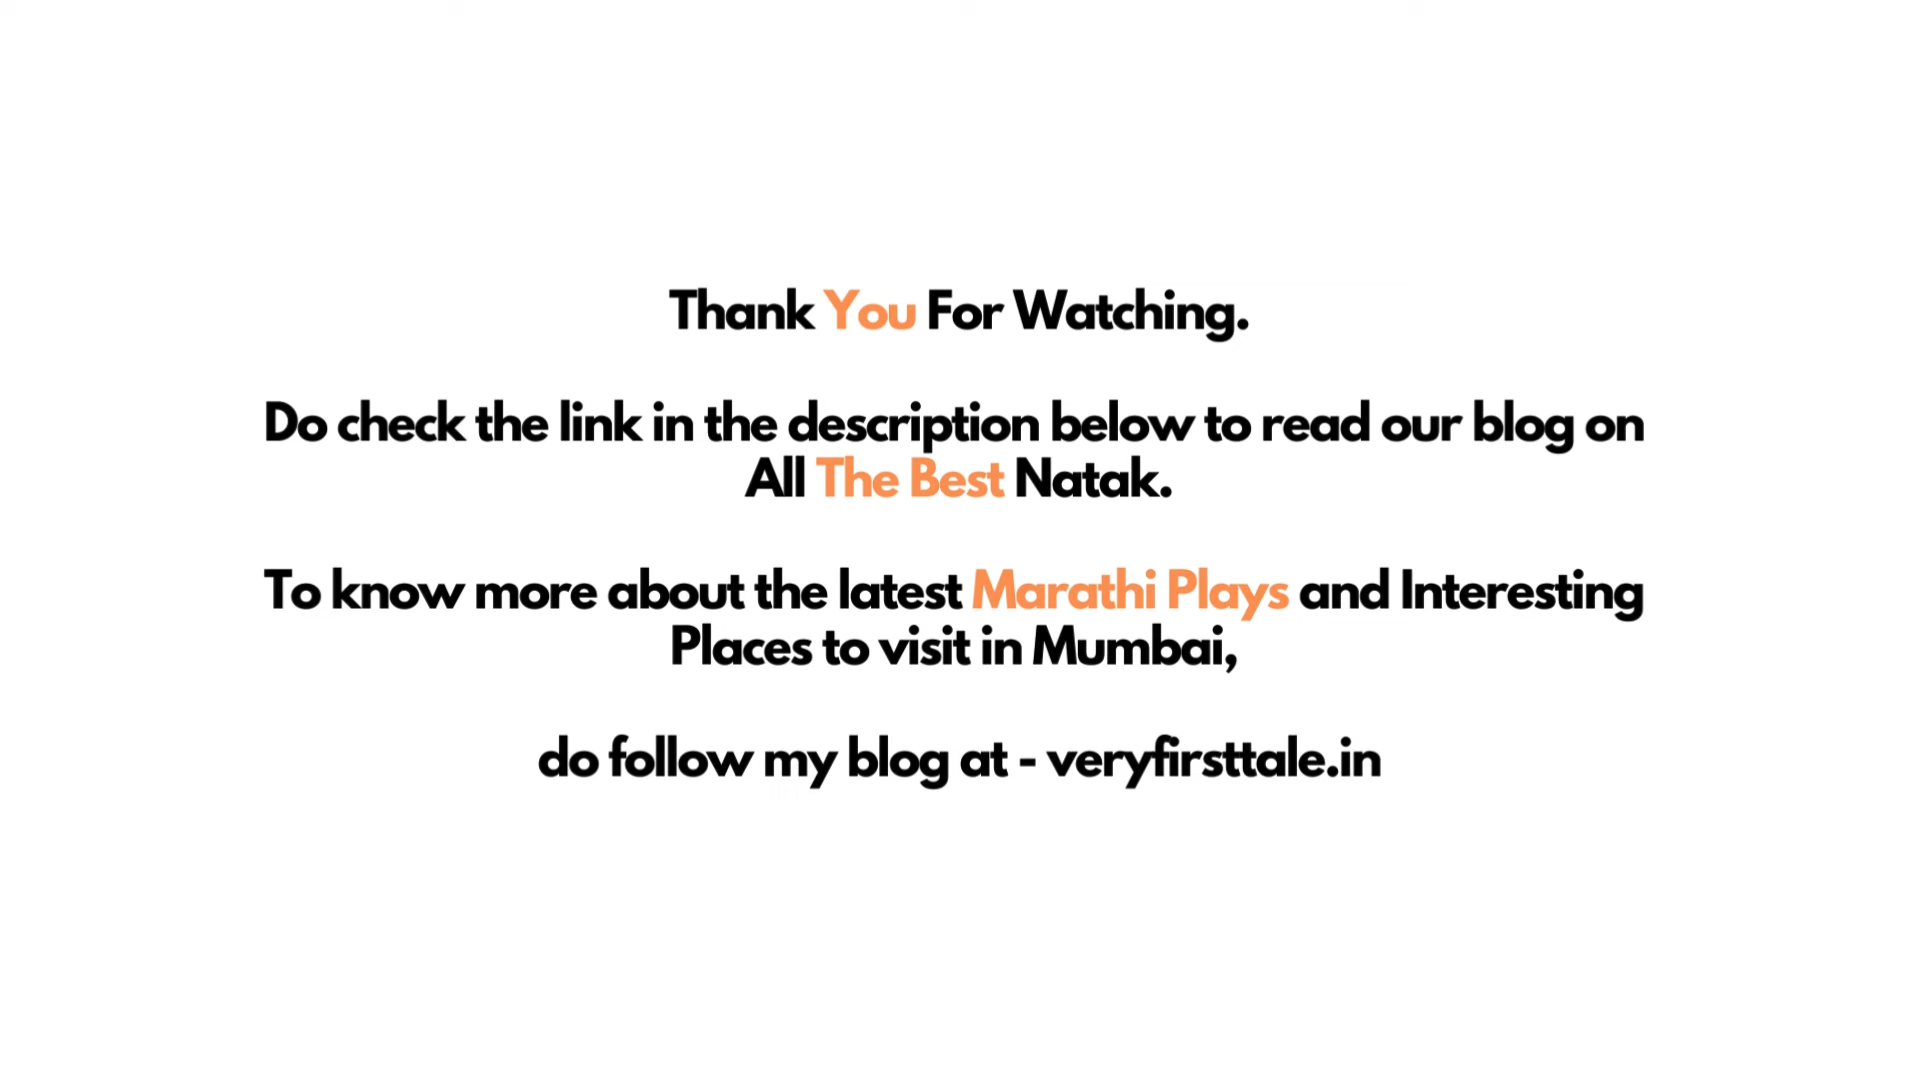 Thank You For Watching.
Do check the link in the description below to read our blog on
All The Best Natak.
To know more about the latest Marathi Plays and Interesting
Places to visit in Mumbai,
do follow my blog at - veryfirsttale.in